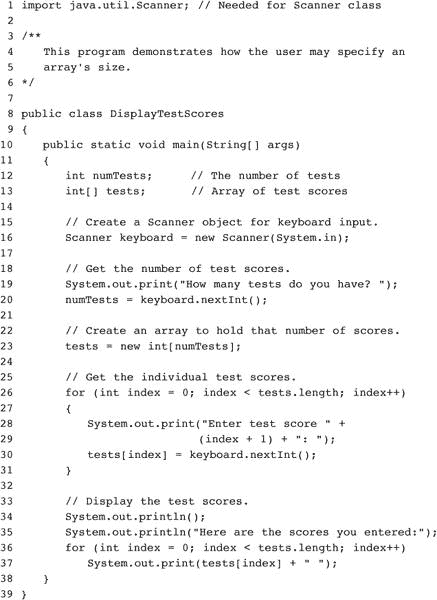 1 import java.util.Scanner; // Needed for Scanner class
2
3 /**
4    This program demonstrates how the user may specify an
5    array's size.
6 */
7
8 public class DisplayTestScores
9 {
10    public static void main(String[] args)
11    {
12       int numTests;     // The number of tests
13       int[] tests;      // Array of test scores
14
15       // Create a Scanner object for keyboard input.
16       Scanner keyboard = new Scanner(System.in);
17
18       // Get the number of test scores.
19       System.out.print("How many tests do you have? ");
20       numTests = keyboard.nextInt();
21
22       // Create an array to hold that number of scores.
23       tests = new int[numTests];
24
25       // Get the individual test scores.
26       for (int index = 0; index < tests.length; index++)
27       {
28          System.out.print("Enter test score " +
29                         (index + 1) + ": ");
30          tests[index] = keyboard.nextInt();
31       }
32
33       // Display the test scores.
34       System.out.println();
35       System.out.println("Here are the scores you entered:");
36       for (int index = 0; index < tests.length; index++)
37          System.out.print(tests[index] + " ");
38    }
39 }